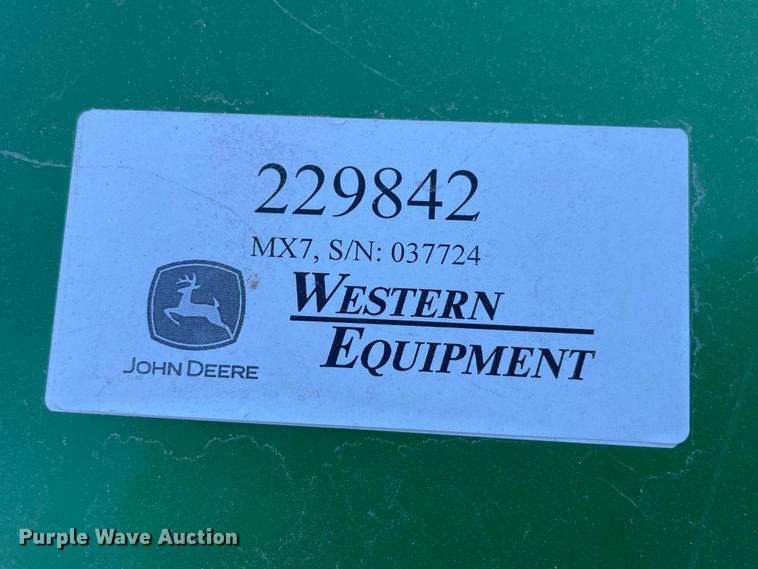 229842
MX7, S/N: 037724
JOHN DEERE
WESTERN
EQUIPMENT
Purple Wave Auction®